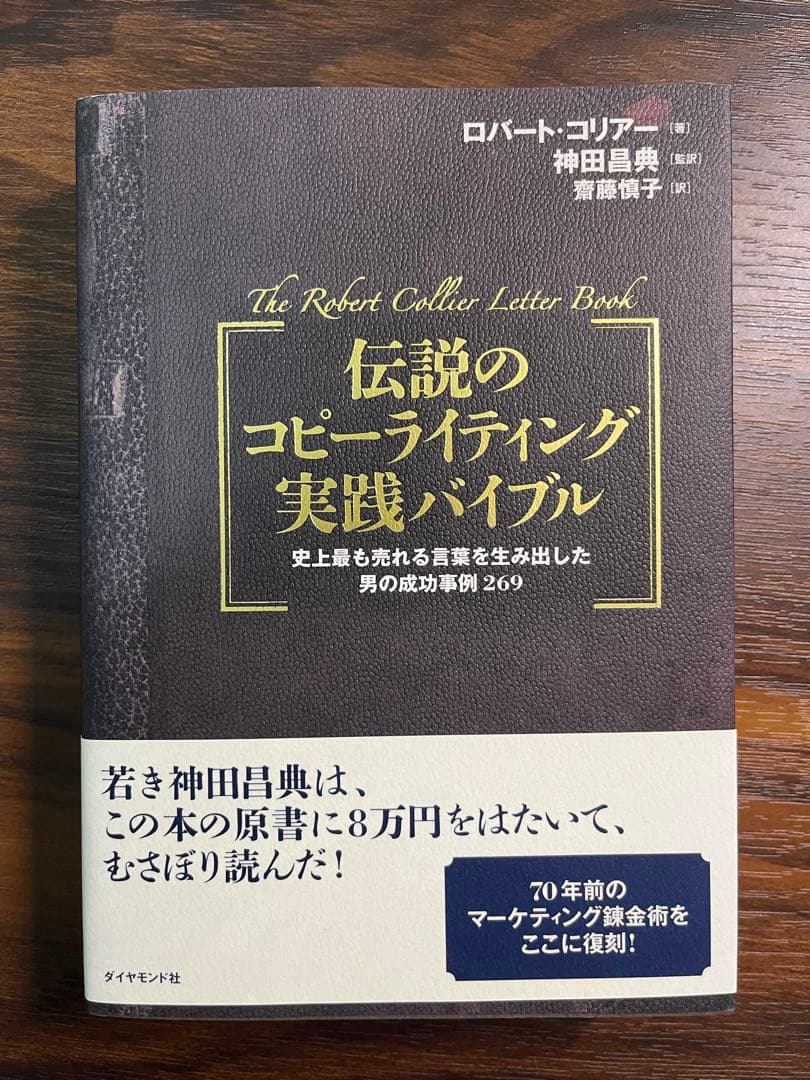 ロバート・コリアー［著］
神田昌典［監訳］
齋藤慎子［訳］
The Robert Collier Letter Book
伝説の
コピーライティング
実践バイブル
史上最も売れる言葉を生み出した
男の成功事例269
若き神田昌典は、
この本の原書に8万円をはたいて、
むさぼり読んだ！
70年前の
マーケティング錬金術を
ここに復刻！
ダイヤモンド社